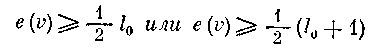 e(v) ⩾ 1/2 l₀ или e(v) ⩾ 1/2 (l₀ + 1)